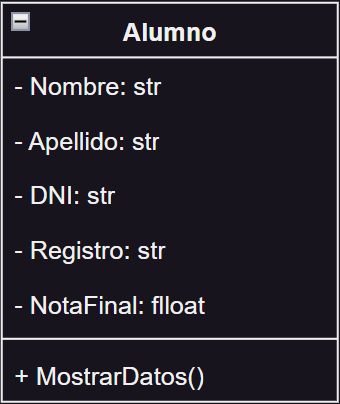 Alumno
- Nombre: str
- Apellido: str
- DNI: str
- Registro: str
- NotaFinal: flloat
+ MostrarDatos()